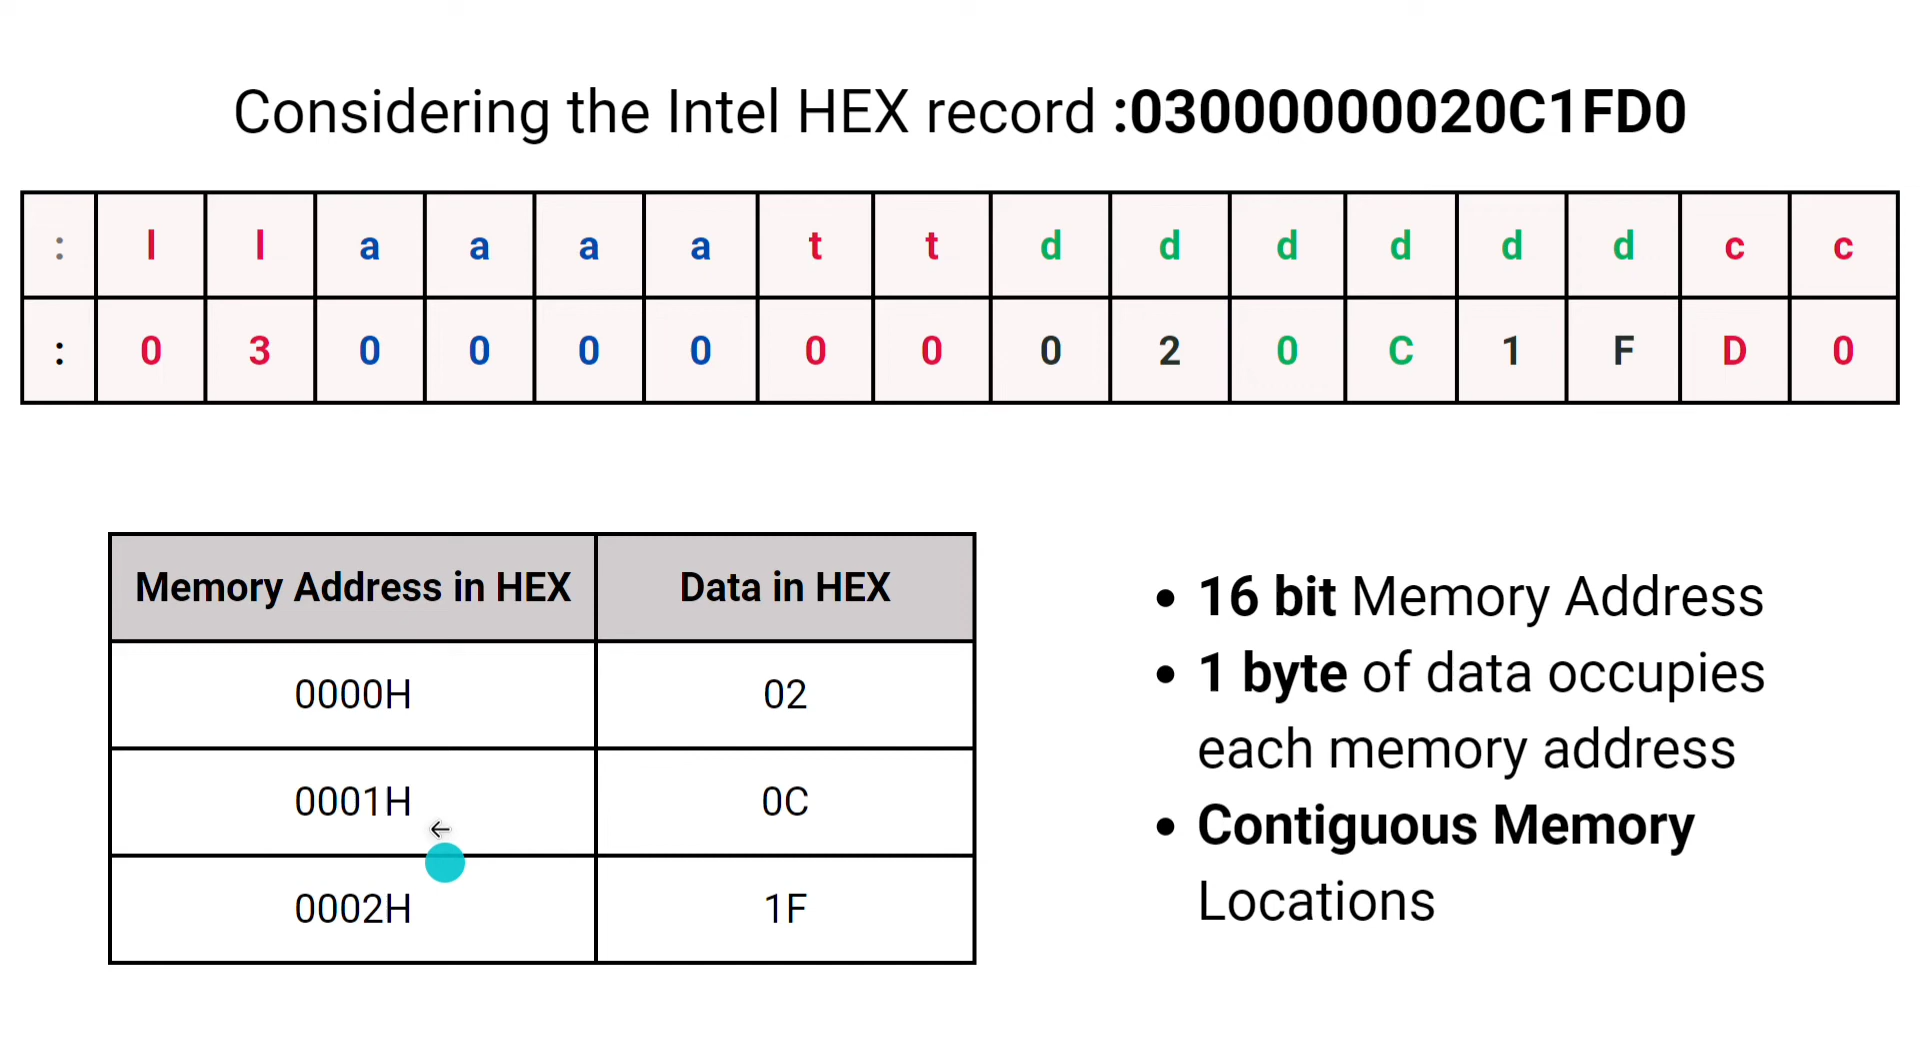 Considering the Intel HEX record :03000000020C1FD0
: l l a a a a t t d d d d d d c c
: 0 3 0 0 0 0 0 0 0 2 0 C 1 F D 0
Memory Address in HEX Data in HEX
0000H 02
0001H 0C
0002H 1F
• 16 bit Memory Address
• 1 byte of data occupies
each memory address
• Contiguous Memory
Locations